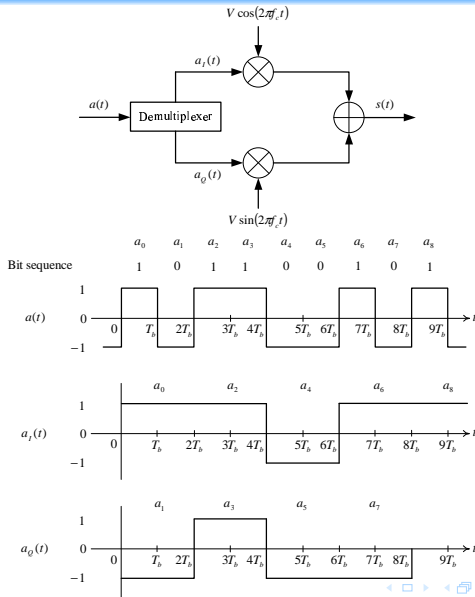 V cos(2πf_c t)
a_I(t)
a(t)
Demultiplexer
s(t)
a_Q(t)
V sin(2πf_c t)
a_0 a_1 a_2 a_3 a_4 a_5 a_6 a_7 a_8
Bit sequence 1 0 1 1 0 0 1 0 1
1
a(t) 0 t
0 T_b 2T_b 3T_b 4T_b 5T_b 6T_b 7T_b 8T_b 9T_b
−1
a_0 a_2 a_4 a_6 a_8
1
a_I(t) 0 t
0 T_b 2T_b 3T_b 4T_b 5T_b 6T_b 7T_b 8T_b 9T_b
−1
a_1 a_3 a_5 a_7
1
a_Q(t) 0 t
0 T_b 2T_b 3T_b 4T_b 5T_b 6T_b 7T_b 8T_b 9T_b
−1